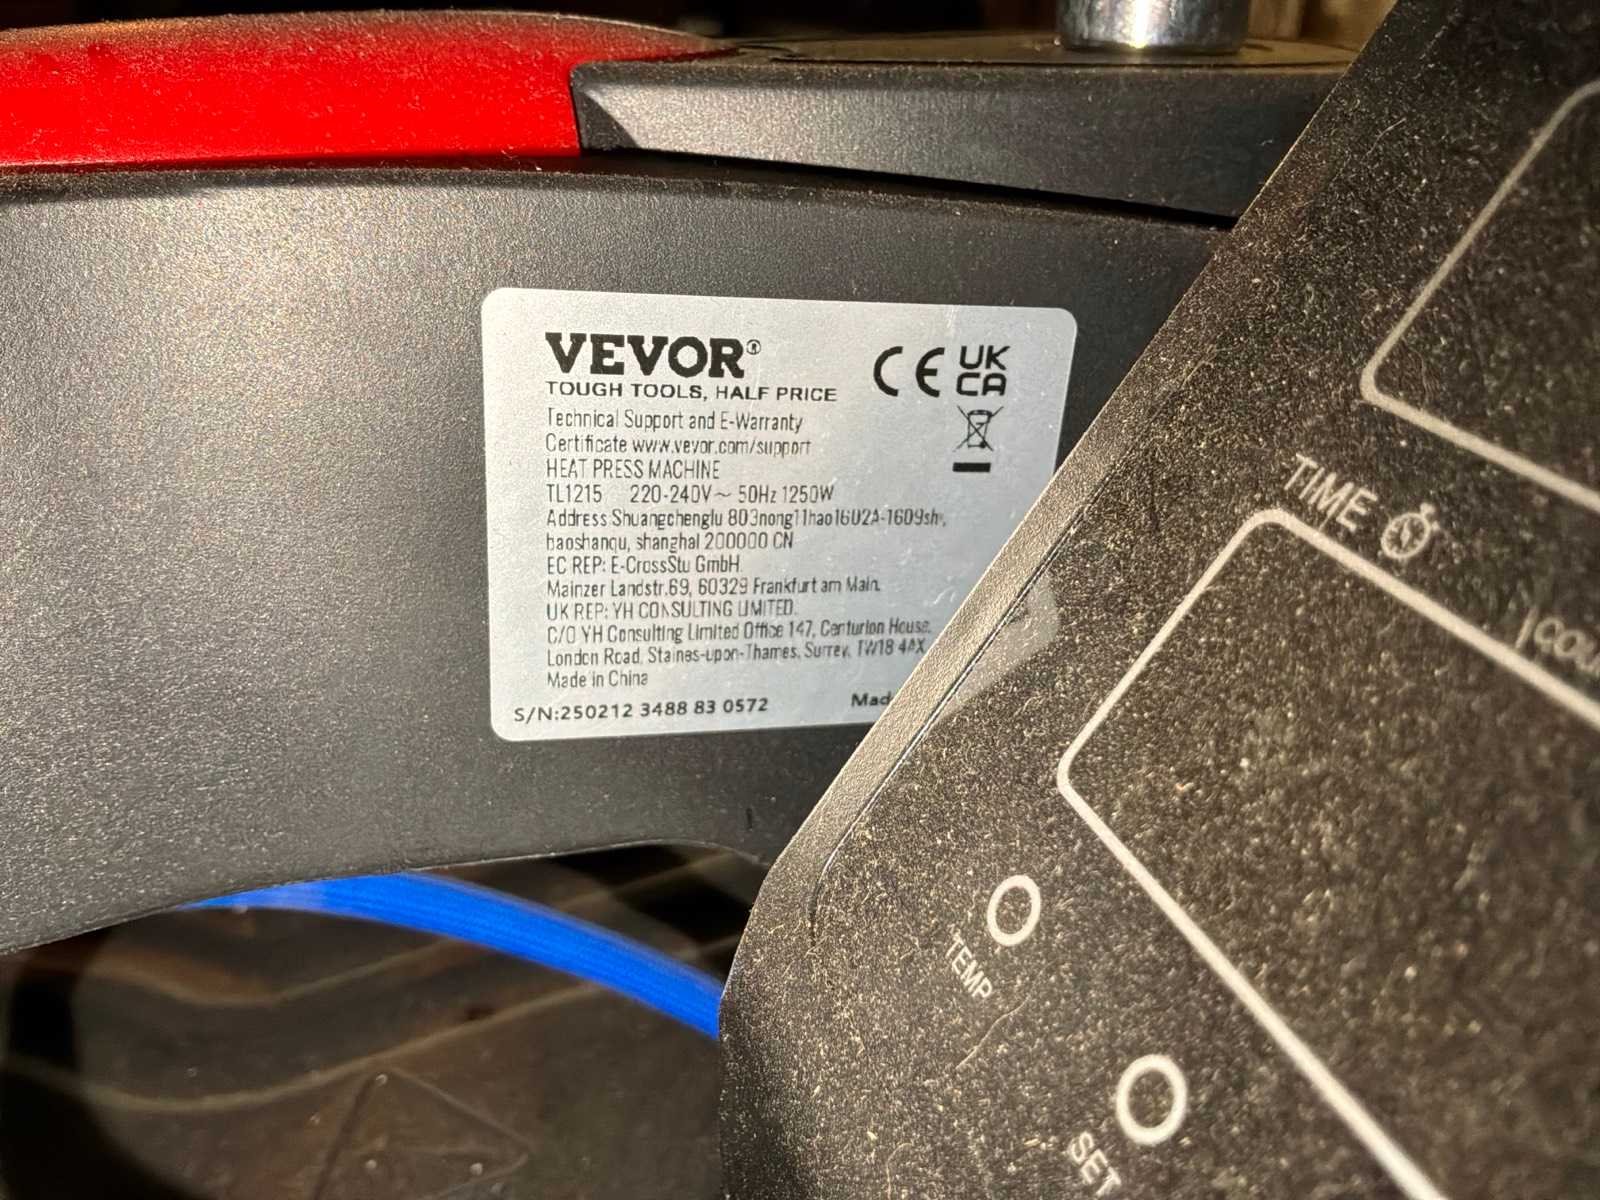 VEVOR®
TOUGH TOOLS, HALF PRICE
CE UK CA
Technical Support and E-Warranty
Certificate www.vevor.com/support
HEAT PRESS MACHINE
TL1215 220-240V~ 50Hz 1250W
Address Shuangchenglu 803nong11hao1602A-1609sh,
baoshanqu, shanghai 200000 CN
EC REP: E-CrossStu GmbH.
Mainzer Landstr.69, 60329 Frankfurt am Main.
UK REP: YH CONSULTING LIMITED.
C/O YH Consulting Limited Office 147, Centurion House,
London Road, Staines-upon-Thames, Surrey, TW18 4AX
Made in China
S/N:250212 3488 83 0572
TIME
TEMP
SET